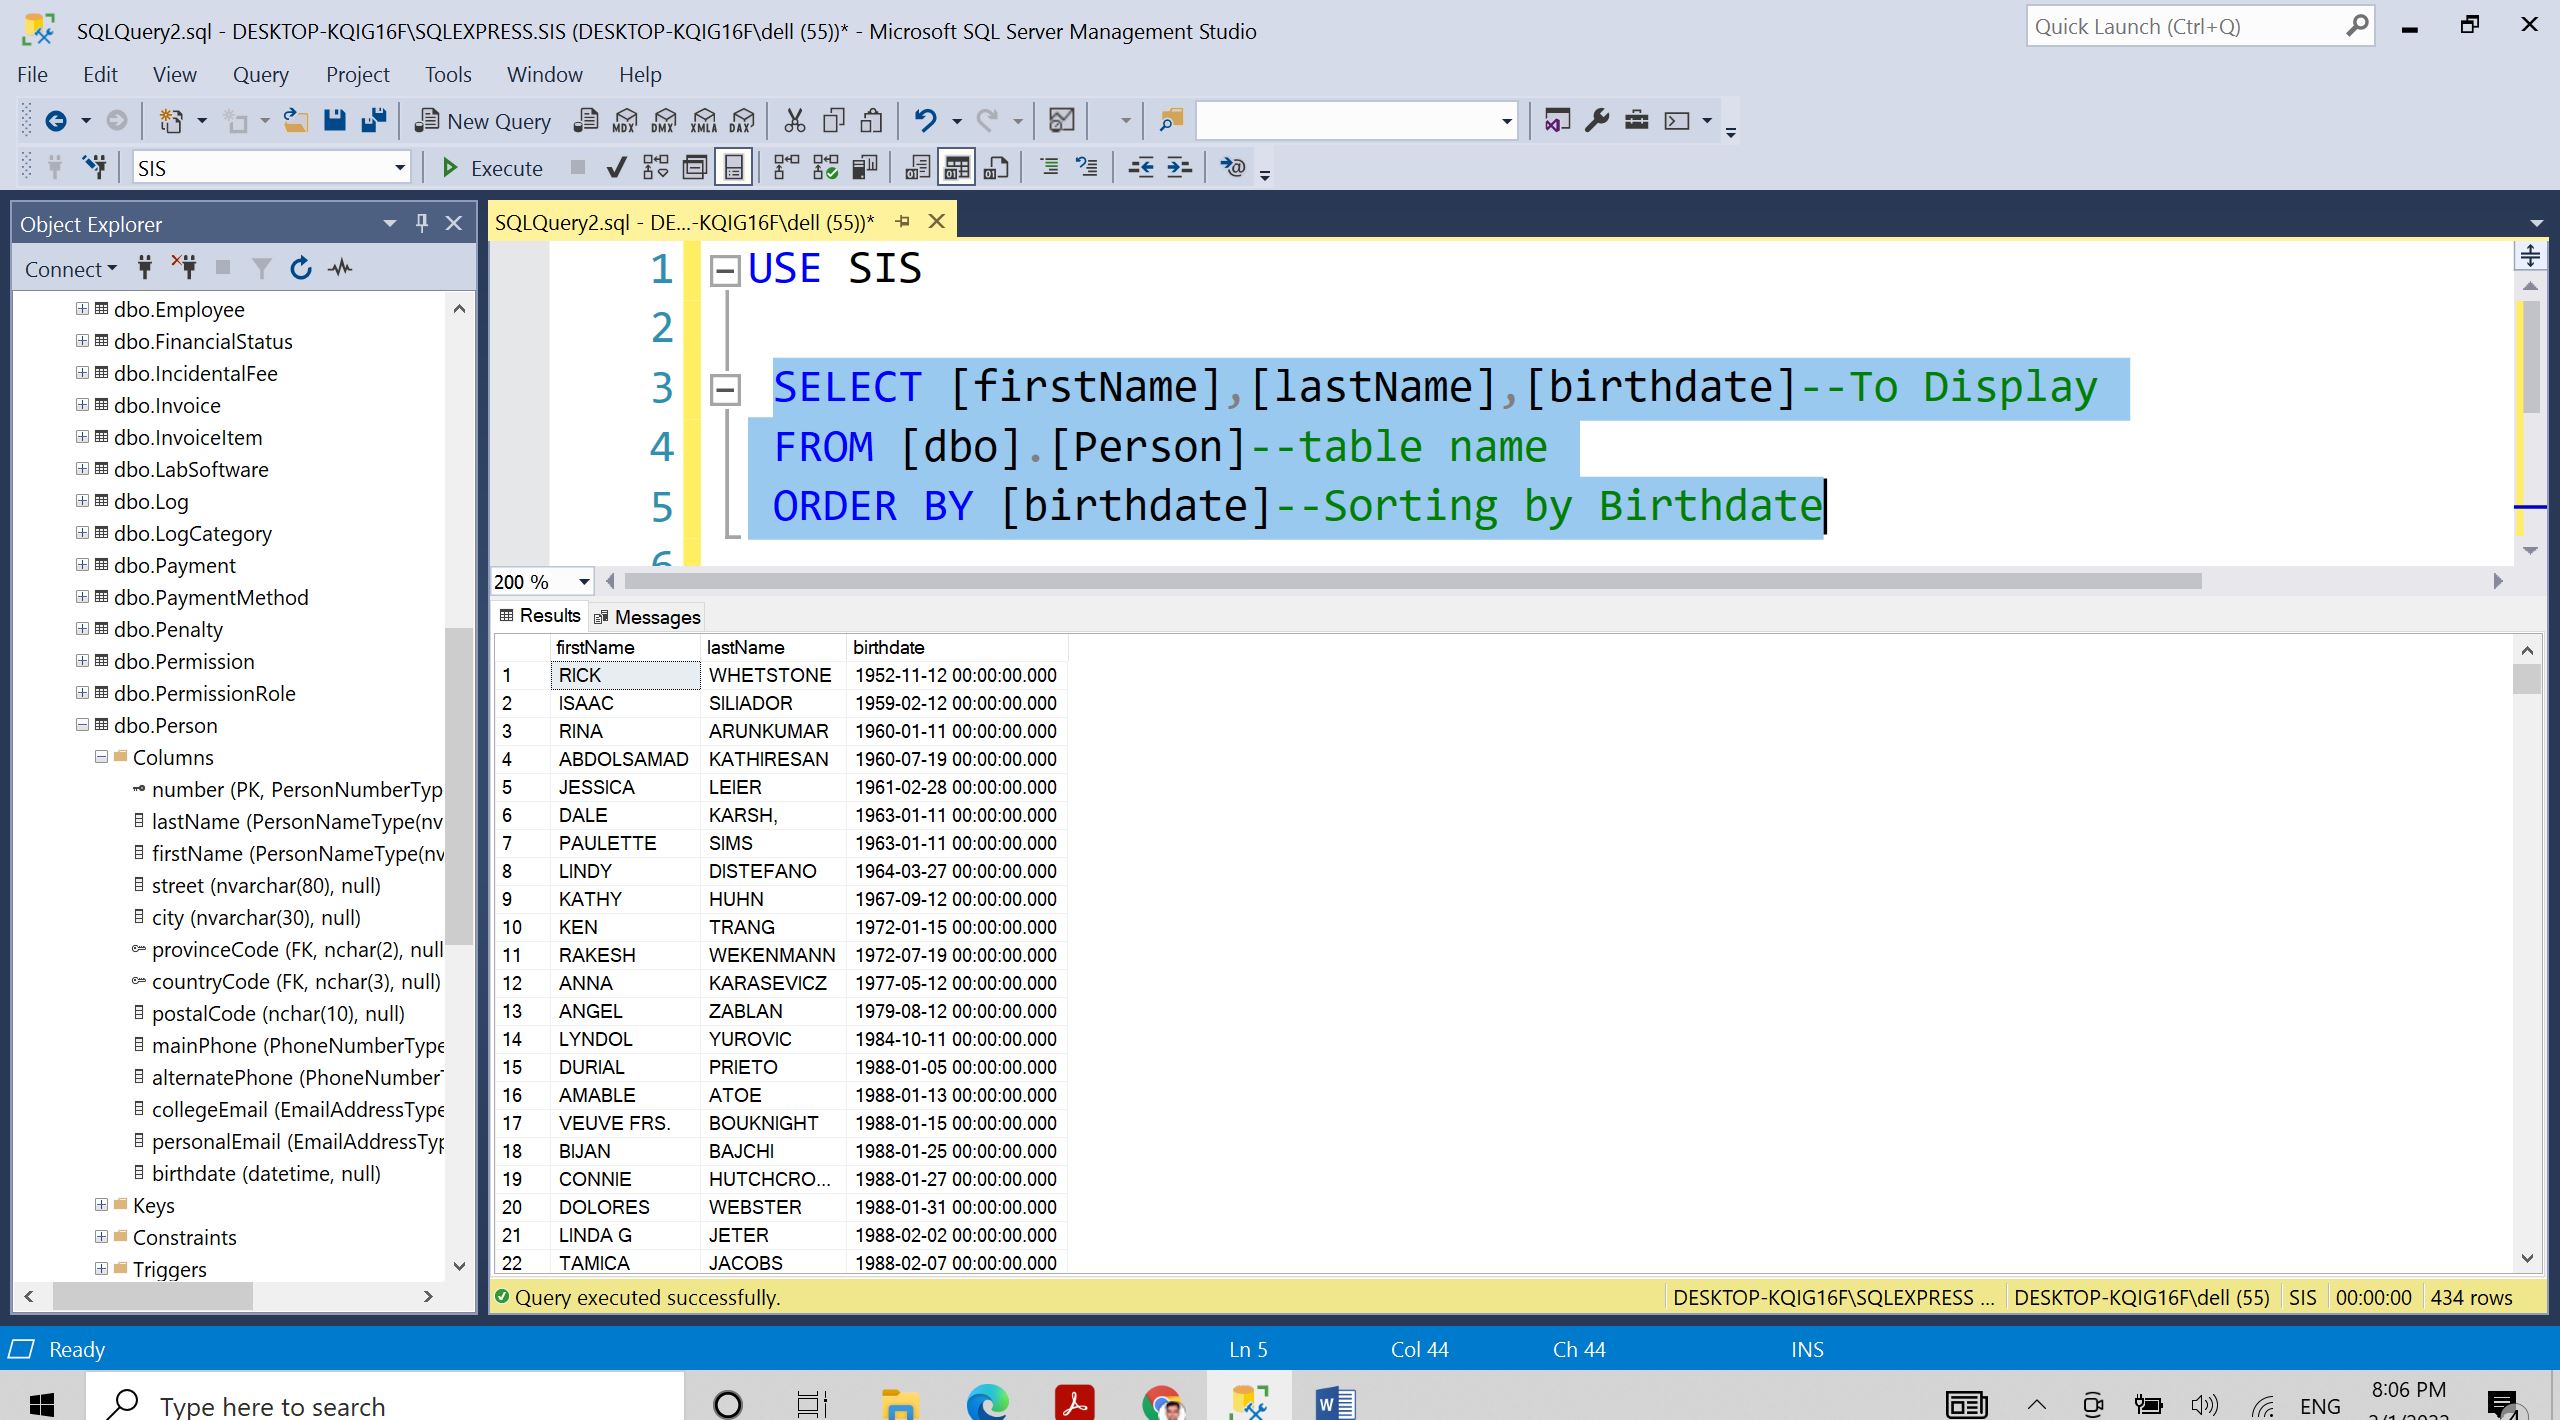 SQLQuery2.sql - DESKTOP-KQIG16F\SQLEXPRESS.SIS (DESKTOP-KQIG16F\dell (55))* - Microsoft SQL Server Management Studio
Quick Launch (Ctrl+Q)
File Edit View Query Project Tools Window Help
New Query MDX DMX XMLA DAX
SIS Execute
Object Explorer
Connect
dbo.Employee
dbo.FinancialStatus
dbo.IncidentalFee
dbo.Invoice
dbo.InvoiceItem
dbo.LabSoftware
dbo.Log
dbo.LogCategory
dbo.Payment
dbo.PaymentMethod
dbo.Penalty
dbo.Permission
dbo.PermissionRole
dbo.Person
Columns
number (PK, PersonNumberTyp
lastName (PersonNameType(nv
firstName (PersonNameType(nv
street (nvarchar(80), null)
city (nvarchar(30), null)
provinceCode (FK, nchar(2), null
countryCode (FK, nchar(3), null)
postalCode (nchar(10), null)
mainPhone (PhoneNumberType
alternatePhone (PhoneNumber
collegeEmail (EmailAddressType
personalEmail (EmailAddressTyp
birthdate (datetime, null)
Keys
Constraints
Triggers
SQLQuery2.sql - DE...-KQIG16F\dell (55))*
1 USE SIS
2
3 SELECT [firstName],[lastName],[birthdate]--To Display
4 FROM [dbo].[Person]--table name
5 ORDER BY [birthdate]--Sorting by Birthdate
6
200 %
Results Messages
firstName lastName birthdate
1 RICK WHETSTONE 1952-11-12 00:00:00.000
2 ISAAC SILIADOR 1959-02-12 00:00:00.000
3 RINA ARUNKUMAR 1960-01-11 00:00:00.000
4 ABDOLSAMAD KATHIRESAN 1960-07-19 00:00:00.000
5 JESSICA LEIER 1961-02-28 00:00:00.000
6 DALE KARSH, 1963-01-11 00:00:00.000
7 PAULETTE SIMS 1963-01-11 00:00:00.000
8 LINDY DISTEFANO 1964-03-27 00:00:00.000
9 KATHY HUHN 1967-09-12 00:00:00.000
10 KEN TRANG 1972-01-15 00:00:00.000
11 RAKESH WEKENMANN 1972-07-19 00:00:00.000
12 ANNA KARASEVICZ 1977-05-12 00:00:00.000
13 ANGEL ZABLAN 1979-08-12 00:00:00.000
14 LYNDOL YUROVIC 1984-10-11 00:00:00.000
15 DURIAL PRIETO 1988-01-05 00:00:00.000
16 AMABLE ATOE 1988-01-13 00:00:00.000
17 VEUVE FRS. BOUKNIGHT 1988-01-15 00:00:00.000
18 BIJAN BAJCHI 1988-01-25 00:00:00.000
19 CONNIE HUTCHCRO... 1988-01-27 00:00:00.000
20 DOLORES WEBSTER 1988-01-31 00:00:00.000
21 LINDA G JETER 1988-02-02 00:00:00.000
22 TAMICA JACOBS 1988-02-07 00:00:00.000
Query executed successfully. DESKTOP-KQIG16F\SQLEXPRESS ... DESKTOP-KQIG16F\dell (55) SIS 00:00:00 434 rows
Ready Ln 5 Col 44 Ch 44 INS
Type here to search ENG 8:06 PM